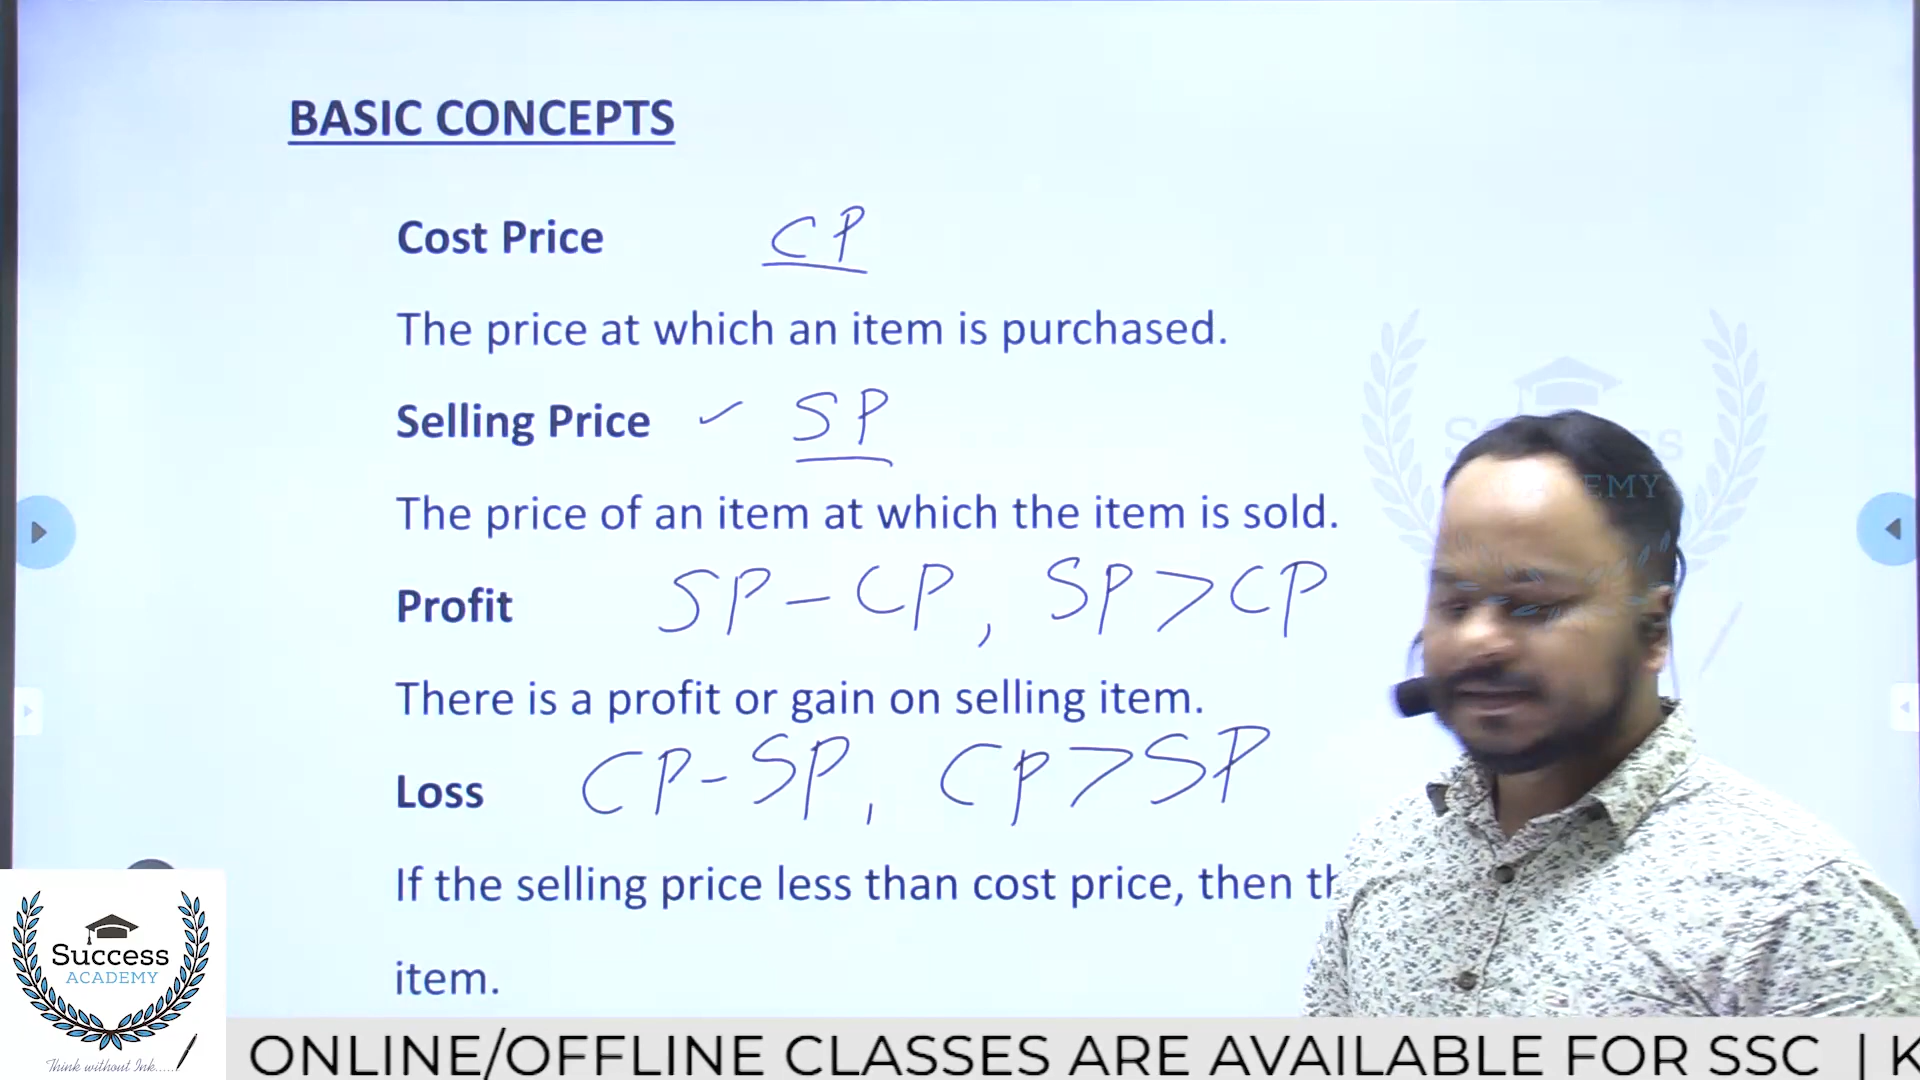 BASIC CONCEPTS
Cost Price CP
The price at which an item is purchased.
Selling Price ✓ SP
The price of an item at which the item is sold.
Profit SP – CP, SP > CP
There is a profit or gain on selling item.
Loss CP - SP, CP > SP
If the selling price less than cost price, then
item.
Success
ACADEMY
Think without Ink.....
ONLINE/OFFLINE CLASSES ARE AVAILABLE FOR SSC | K